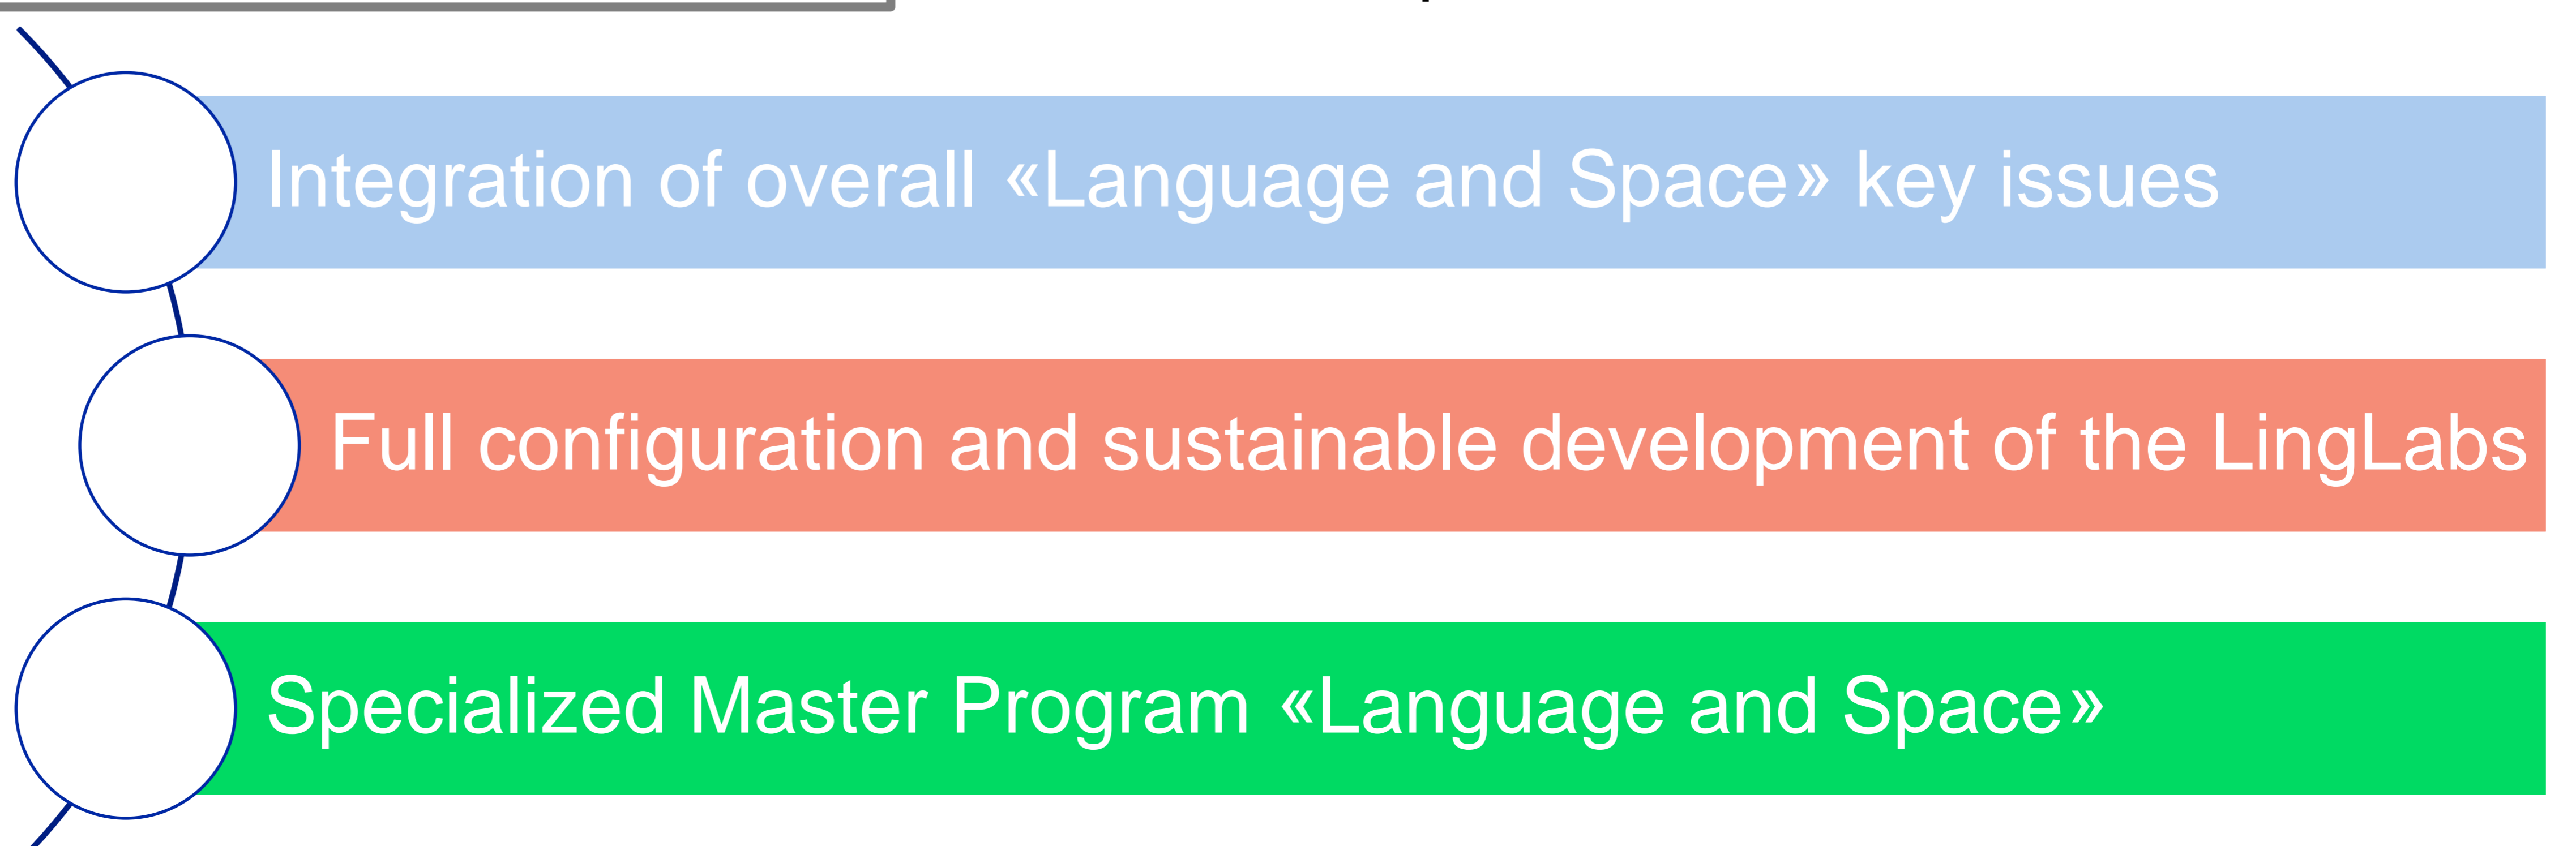 Integration of overall «Language and Space» key issues
Full configuration and sustainable development of the LingLabs
Specialized Master Program «Language and Space»